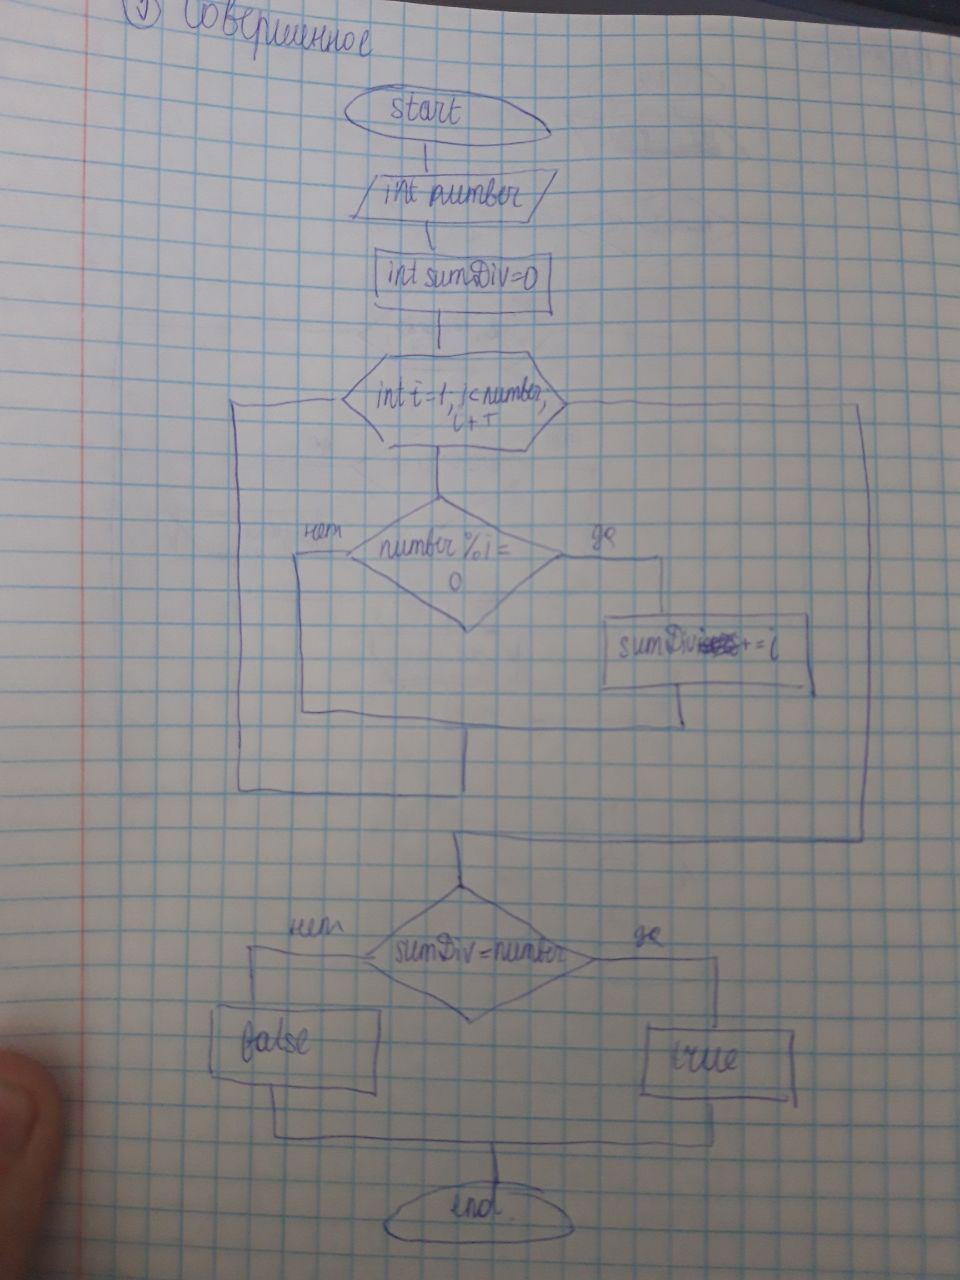 Совершенное
start
int number
int sumDiv=0
int i=1; i<number;
i++
нет
number % i =
0
да
sumDiv += i
нет
sumDiv=number
да
false
true
end